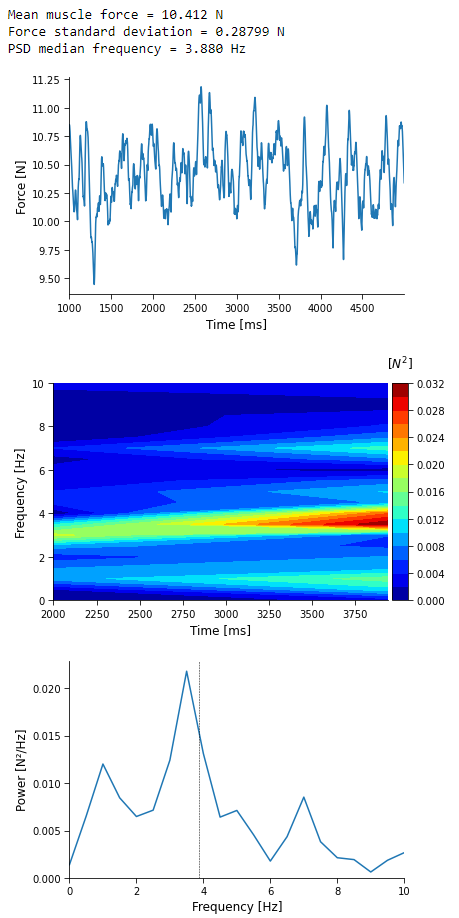 Mean muscle force = 10.412 N
Force standard deviation = 0.28799 N
PSD median frequency = 3.880 Hz
11.25
11.00
10.75
10.50
10.25
10.00
9.75
9.50
Force [N]
1000 1500 2000 2500 3000 3500 4000 4500
Time [ms]
[N²]
10
8
6
4
2
0
Frequency [Hz]
0.032
0.028
0.024
0.020
0.016
0.012
0.008
0.004
0.000
2000 2250 2500 2750 3000 3250 3500 3750
Time [ms]
0.020
0.015
0.010
0.005
0.000
Power [N²/Hz]
0 2 4 6 8 10
Frequency [Hz]